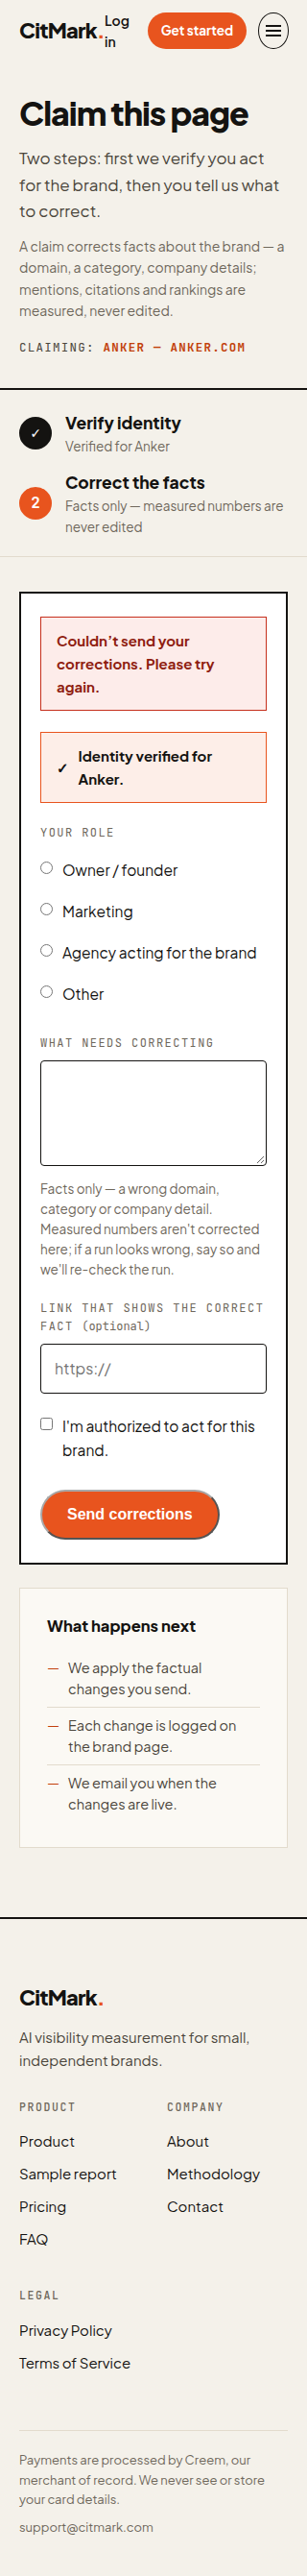 CitMark.
Log
in
Get started
Claim this page
Two steps: first we verify you act
for the brand, then you tell us what
to correct.
A claim corrects facts about the brand — a
domain, a category, company details;
mentions, citations and rankings are
measured, never edited.
CLAIMING: ANKER — ANKER.COM
✓
Verify identity
Verified for Anker
2
Correct the facts
Facts only — measured numbers are
never edited
Couldn’t send your
corrections. Please try
again.
✓ Identity verified for
Anker.
YOUR ROLE
Owner / founder
Marketing
Agency acting for the brand
Other
WHAT NEEDS CORRECTING
Facts only — a wrong domain,
category or company detail.
Measured numbers aren't corrected
here; if a run looks wrong, say so and
we'll re-check the run.
LINK THAT SHOWS THE CORRECT
FACT (optional)
https://
I'm authorized to act for this
brand.
Send corrections
What happens next
— We apply the factual
changes you send.
— Each change is logged on
the brand page.
— We email you when the
changes are live.
CitMark.
AI visibility measurement for small,
independent brands.
PRODUCT
Product
Sample report
Pricing
FAQ
COMPANY
About
Methodology
Contact
LEGAL
Privacy Policy
Terms of Service
Payments are processed by Creem, our
merchant of record. We never see or store
your card details.
support@citmark.com